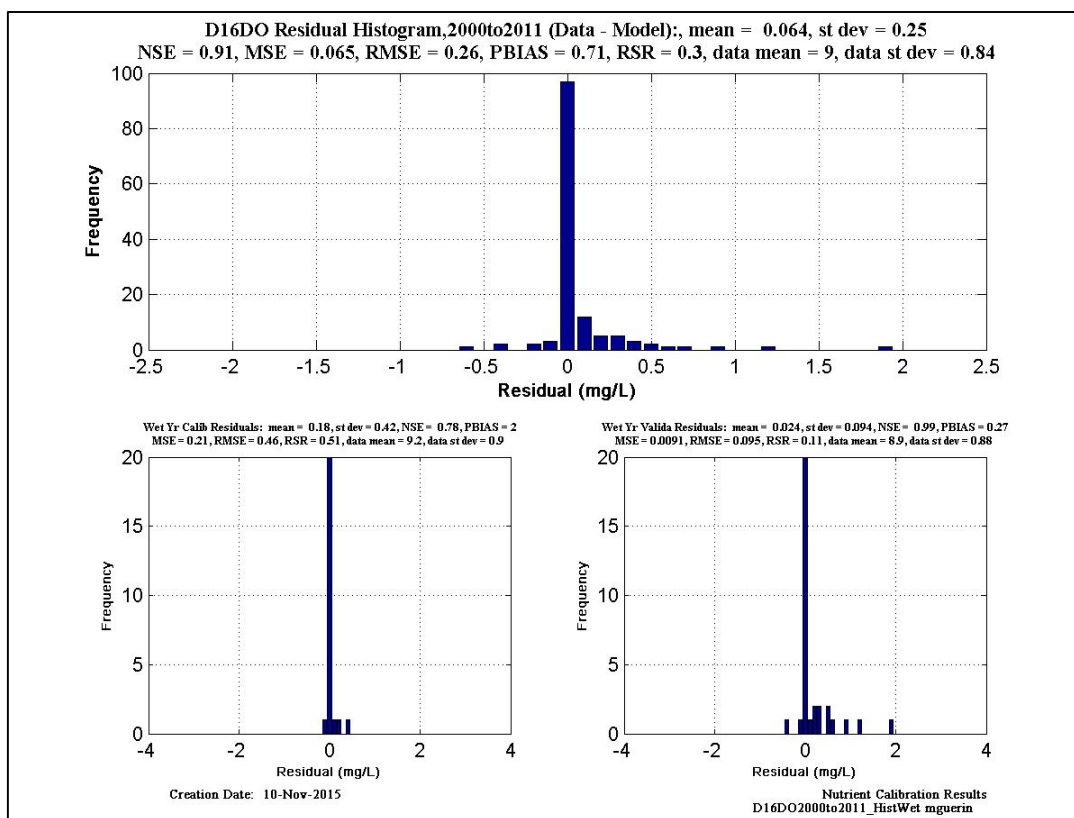 D16DO Residual Histogram,2000to2011 (Data - Model):, mean = 0.064, st dev = 0.25
NSE = 0.91, MSE = 0.065, RMSE = 0.26, PBIAS = 0.71, RSR = 0.3, data mean = 9, data st dev = 0.84
100
80
60
40
20
0
Frequency
-2.5 -2 -1.5 -1 -0.5 0 0.5 1 1.5 2 2.5
Residual (mg/L)
Wet Yr Calib Residuals: mean = 0.18, st dev = 0.42, NSE = 0.78, PBIAS = 2
MSE = 0.21, RMSE = 0.46, RSR = 0.51, data mean = 9.2, data st dev = 0.9
20
15
10
5
0
Frequency
-4 -2 0 2 4
Residual (mg/L)
Wet Yr Valida Residuals: mean = 0.024, st dev = 0.094, NSE = 0.99, PBIAS = 0.27
MSE = 0.0091, RMSE = 0.095, RSR = 0.11, data mean = 8.9, data st dev = 0.88
20
15
10
5
0
Frequency
-4 -2 0 2 4
Residual (mg/L)
Creation Date: 10-Nov-2015
Nutrient Calibration Results
D16DO2000to2011_HistWet mguerin